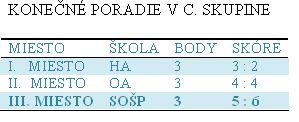 KONEČNÉ PORADIE V C. SKUPINE
MIESTO ŠKOLA BODY SKÓRE
I. MIESTO HA 3 3 : 2
II. MIESTO OA 3 4 : 4
III. MIESTO SOŠP 3 5 : 6